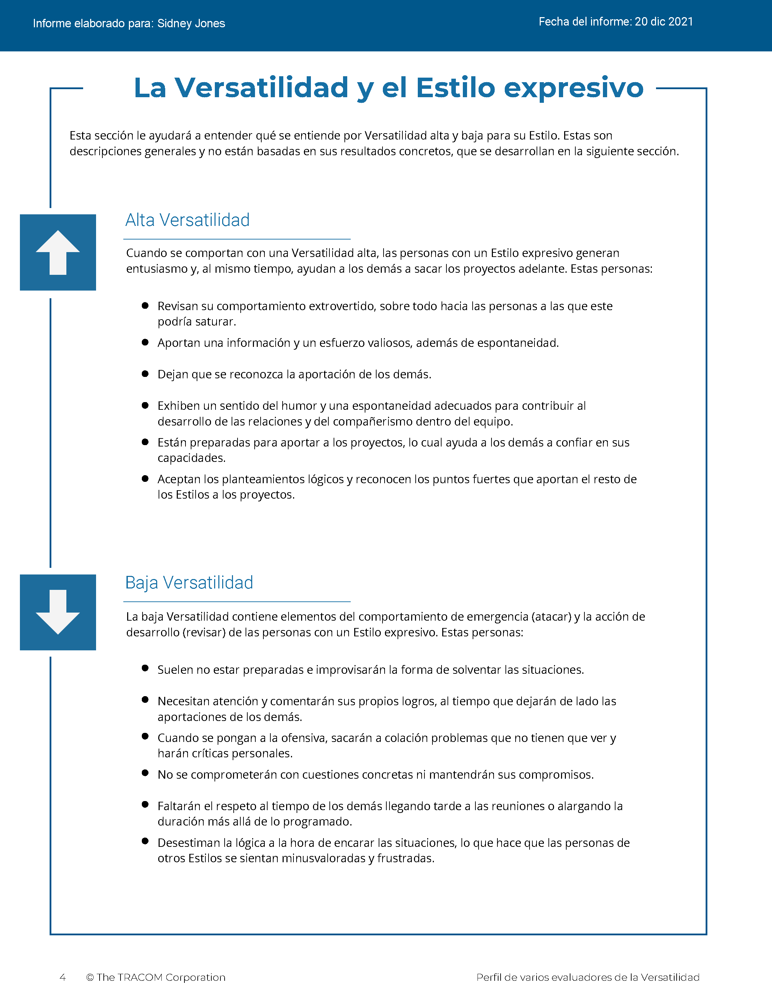 Informe elaborado para: Sidney Jones
Fecha del informe: 20 dic 2021
La Versatilidad y el Estilo expresivo
Esta sección le ayudará a entender qué se entiende por Versatilidad alta y baja para su Estilo. Estas son
descripciones generales y no están basadas en sus resultados concretos, que se desarrollan en la siguiente sección.
Alta Versatilidad
Cuando se comportan con una Versatilidad alta, las personas con un Estilo expresivo generan
entusiasmo y, al mismo tiempo, ayudan a los demás a sacar los proyectos adelante. Estas personas:
● Revisan su comportamiento extrovertido, sobre todo hacia las personas a las que este
podría saturar.
● Aportan una información y un esfuerzo valiosos, además de espontaneidad.
● Dejan que se reconozca la aportación de los demás.
● Exhiben un sentido del humor y una espontaneidad adecuados para contribuir al
desarrollo de las relaciones y del compañerismo dentro del equipo.
● Están preparadas para aportar a los proyectos, lo cual ayuda a los demás a confiar en sus
capacidades.
● Aceptan los planteamientos lógicos y reconocen los puntos fuertes que aportan el resto de
los Estilos a los proyectos.
Baja Versatilidad
La baja Versatilidad contiene elementos del comportamiento de emergencia (atacar) y la acción de
desarrollo (revisar) de las personas con un Estilo expresivo. Estas personas:
● Suelen no estar preparadas e improvisarán la forma de solventar las situaciones.
● Necesitan atención y comentarán sus propios logros, al tiempo que dejarán de lado las
aportaciones de los demás.
● Cuando se pongan a la ofensiva, sacarán a colación problemas que no tienen que ver y
harán críticas personales.
● No se comprometerán con cuestiones concretas ni mantendrán sus compromisos.
● Faltarán el respeto al tiempo de los demás llegando tarde a las reuniones o alargando la
duración más allá de lo programado.
● Desestiman la lógica a la hora de encarar las situaciones, lo que hace que las personas de
otros Estilos se sientan minusvaloradas y frustradas.
4 © The TRACOM Corporation
Perfil de varios evaluadores de la Versatilidad